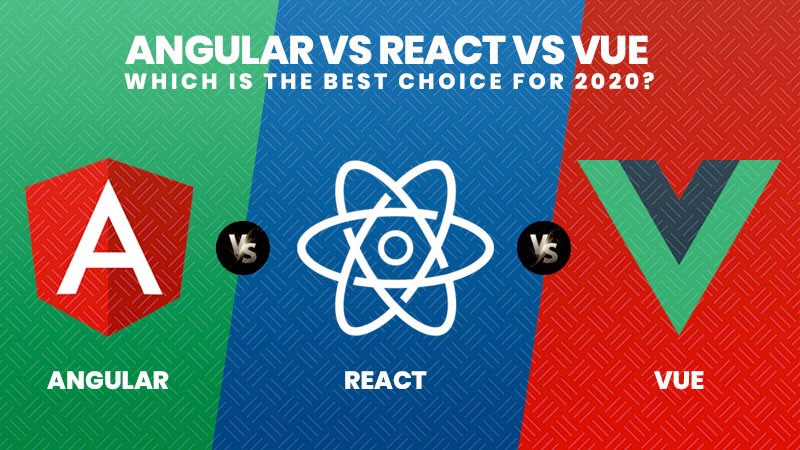 ANGULAR VS REACT VS VUE
WHICH IS THE BEST CHOICE FOR 2020?
A
VS
VS
ANGULAR
REACT
VUE